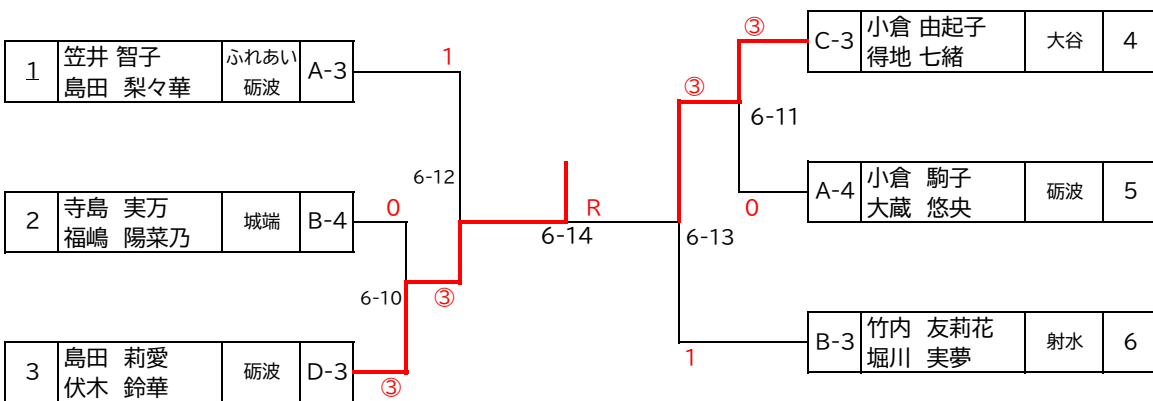 1 笠井 智子 島田 梨々華 ふれあい 砺波 A-3
1
6-12
2 寺島 実万 福嶋 陽菜乃 城端 B-4
0
6-10
③
3 島田 莉愛 伏木 鈴華 砺波 D-3
③
R
6-14
③
C-3 小倉 由起子 得地 七緒 大谷 4
③
6-11
A-4 小倉 駒子 大蔵 悠央 砺波 5
0
6-13
B-3 竹内 友莉花 堀川 実夢 射水 6
1